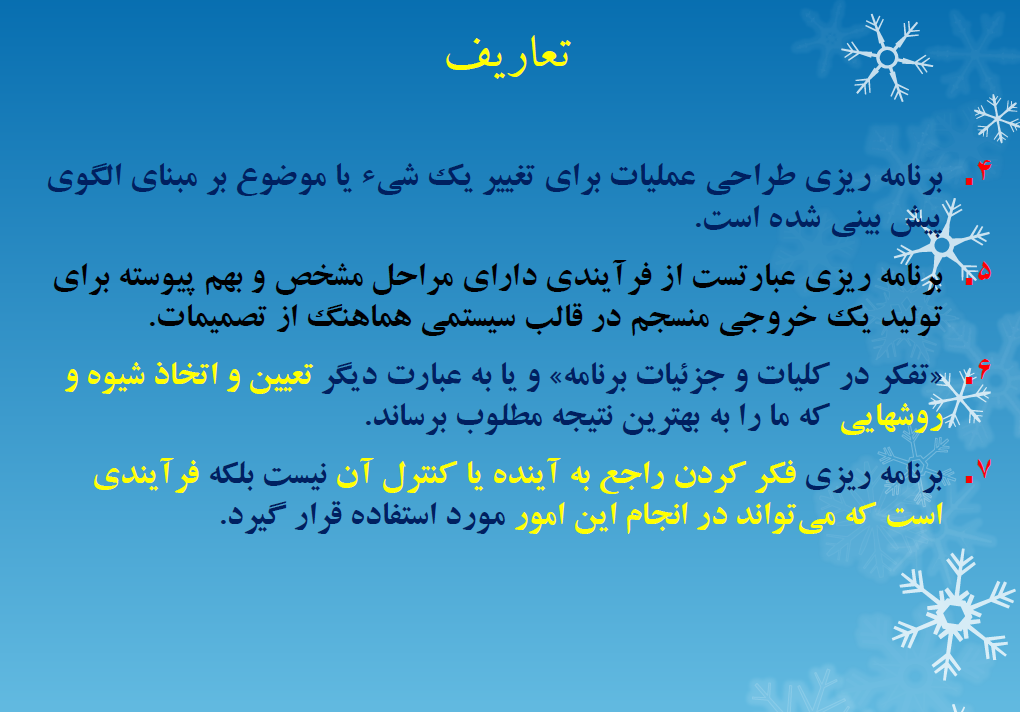 تعاریف
۴. برنامه ریزی طراحی عملیات برای تغییر یک شیء یا موضوع بر مبنای الگوی
پیش بینی شده است.
۵. برنامه ریزی عبارتست از فرآیندی دارای مراحل مشخص و بهم پیوسته برای
تولید یک خروجی منسجم در قالب سیستمی هماهنگ از تصمیمات.
۶. «تفکر در کلیات و جزئیات برنامه» و یا به عبارت دیگر تعیین و اتخاذ شیوه و
روشهایی که ما را به بهترین نتیجه مطلوب برساند.
۷. برنامه ریزی فکر کردن راجع به آینده یا کنترل آن نیست بلکه فرآیندی
است که می‌تواند در انجام این امور مورد استفاده قرار گیرد.